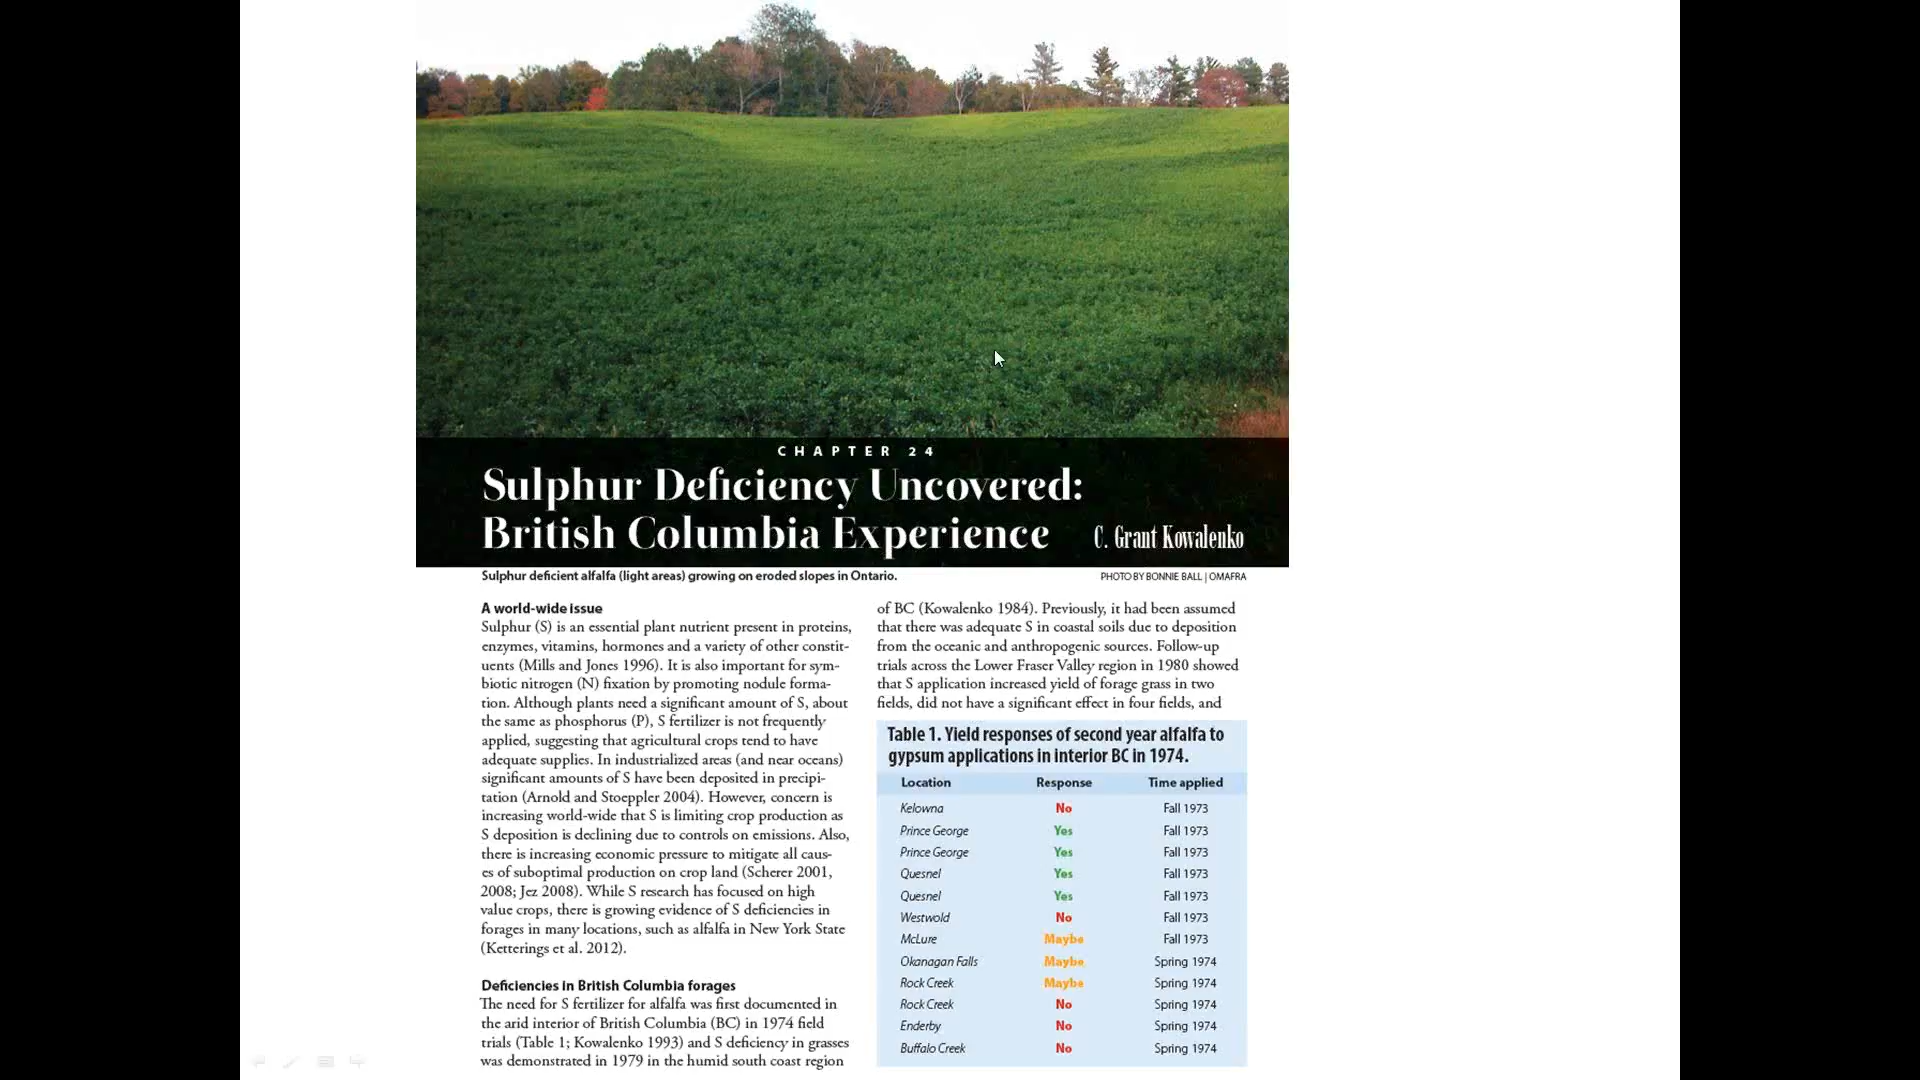 CHAPTER 24
Sulphur Deficiency Uncovered:
British Columbia Experience
C. Grant Kowalenko
Sulphur deficient alfalfa (light areas) growing on eroded slopes in Ontario.
PHOTO BY BONNIE BALL | OMAFRA
A world-wide issue
Sulphur (S) is an essential plant nutrient present in proteins,
enzymes, vitamins, hormones and a variety of other constit-
uents (Mills and Jones 1996). It is also important for sym-
biotic nitrogen (N) fixation by promoting nodule forma-
tion. Although plants need a significant amount of S, about
the same as phosphorus (P), S fertilizer is not frequently
applied, suggesting that agricultural crops tend to have
adequate supplies. In industrialized areas (and near oceans)
significant amounts of S have been deposited in precipi-
tation (Arnold and Stoeppler 2004). However, concern is
increasing world-wide that S is limiting crop production as
S deposition is declining due to controls on emissions. Also,
there is increasing economic pressure to mitigate all caus-
es of suboptimal production on crop land (Scherer 2001,
2008; Jez 2008). While S research has focused on high
value crops, there is growing evidence of S deficiencies in
forages in many locations, such as alfalfa in New York State
(Ketterings et al. 2012).
Deficiencies in British Columbia forages
The need for S fertilizer for alfalfa was first documented in
the arid interior of British Columbia (BC) in 1974 field
trials (Table 1; Kowalenko 1993) and S deficiency in grasses
was demonstrated in 1979 in the humid south coast region
of BC (Kowalenko 1984). Previously, it had been assumed
that there was adequate S in coastal soils due to deposition
from the oceanic and anthropogenic sources. Follow-up
trials across the Lower Fraser Valley region in 1980 showed
that S application increased yield of forage grass in two
fields, did not have a significant effect in four fields, and
Table 1. Yield responses of second year alfalfa to
gypsum applications in interior BC in 1974.
Location Response Time applied
Kelowna No Fall 1973
Prince George Yes Fall 1973
Prince George Yes Fall 1973
Quesnel Yes Fall 1973
Quesnel Yes Fall 1973
Westwold No Fall 1973
McLure Maybe Fall 1973
Okanagan Falls Maybe Spring 1974
Rock Creek Maybe Spring 1974
Rock Creek No Spring 1974
Enderby No Spring 1974
Buffalo Creek No Spring 1974